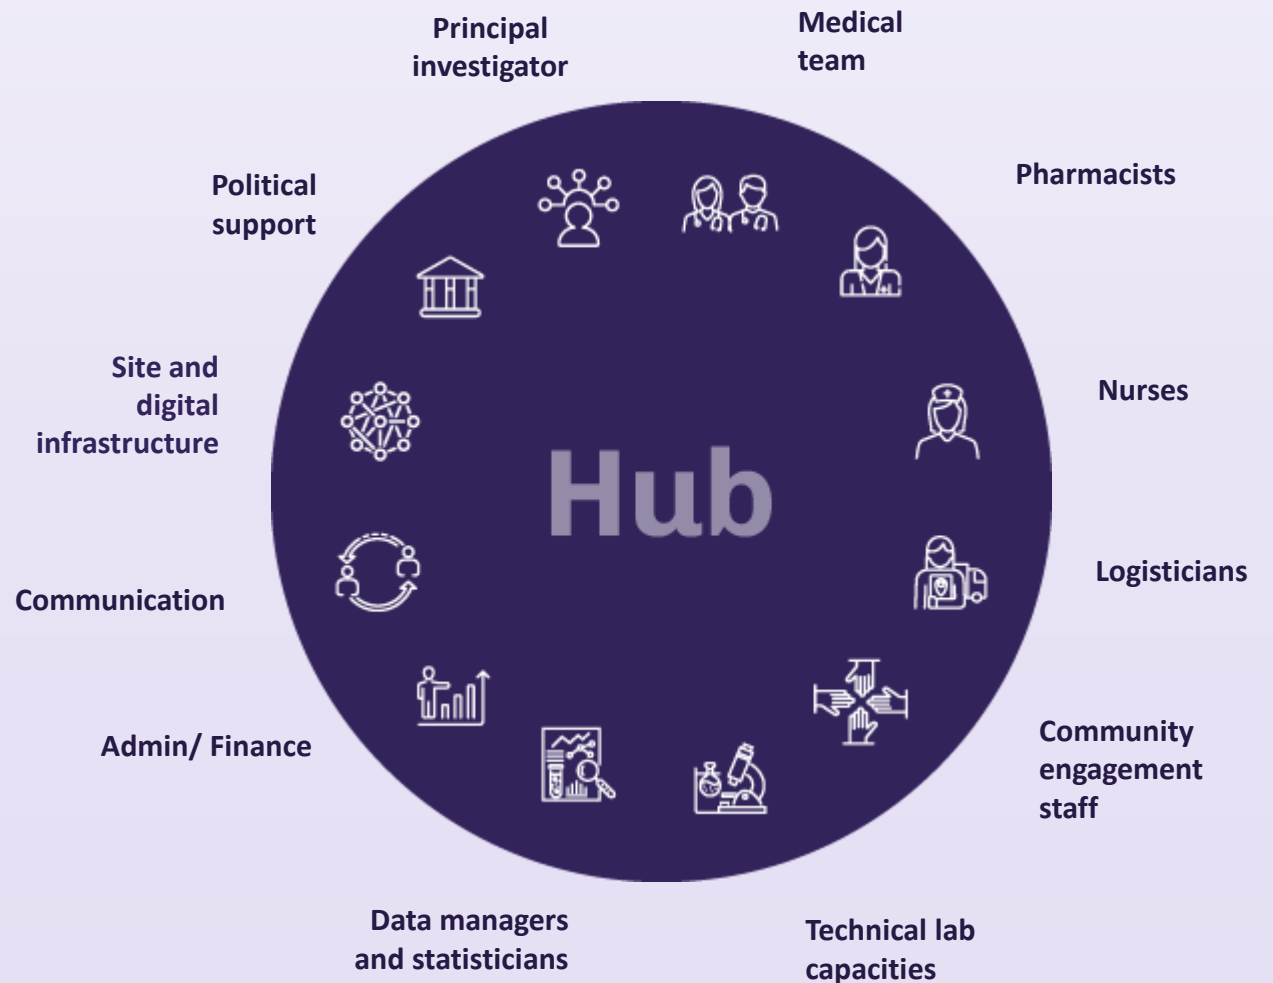 Principal
investigator
Medical
team
Political
support
Pharmacists
Site and
digital
infrastructure
Nurses
Hub
Communication
Logisticians
Admin/ Finance
Community
engagement
staff
Data managers
and statisticians
Technical lab
capacities